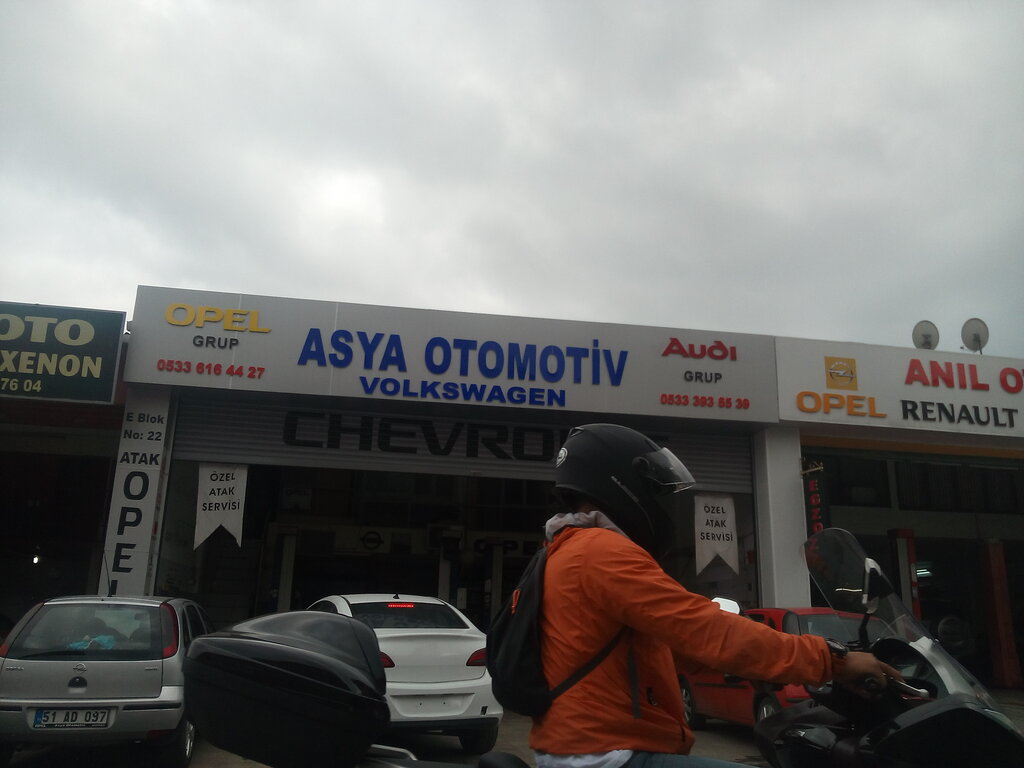 OTO
XENON
76 04
OPEL
GRUP
0533 616 44 27
ASYA OTOMOTİV
VOLKSWAGEN
AUDI
GRUP
0533 393 65 39
OPEL
ANIL
RENAULT
E Blok
No: 22
ATAK
OPEL
ÖZEL
ATAK
SERVİSİ
ÖZEL
ATAK
SERVİSİ
51 AD 097